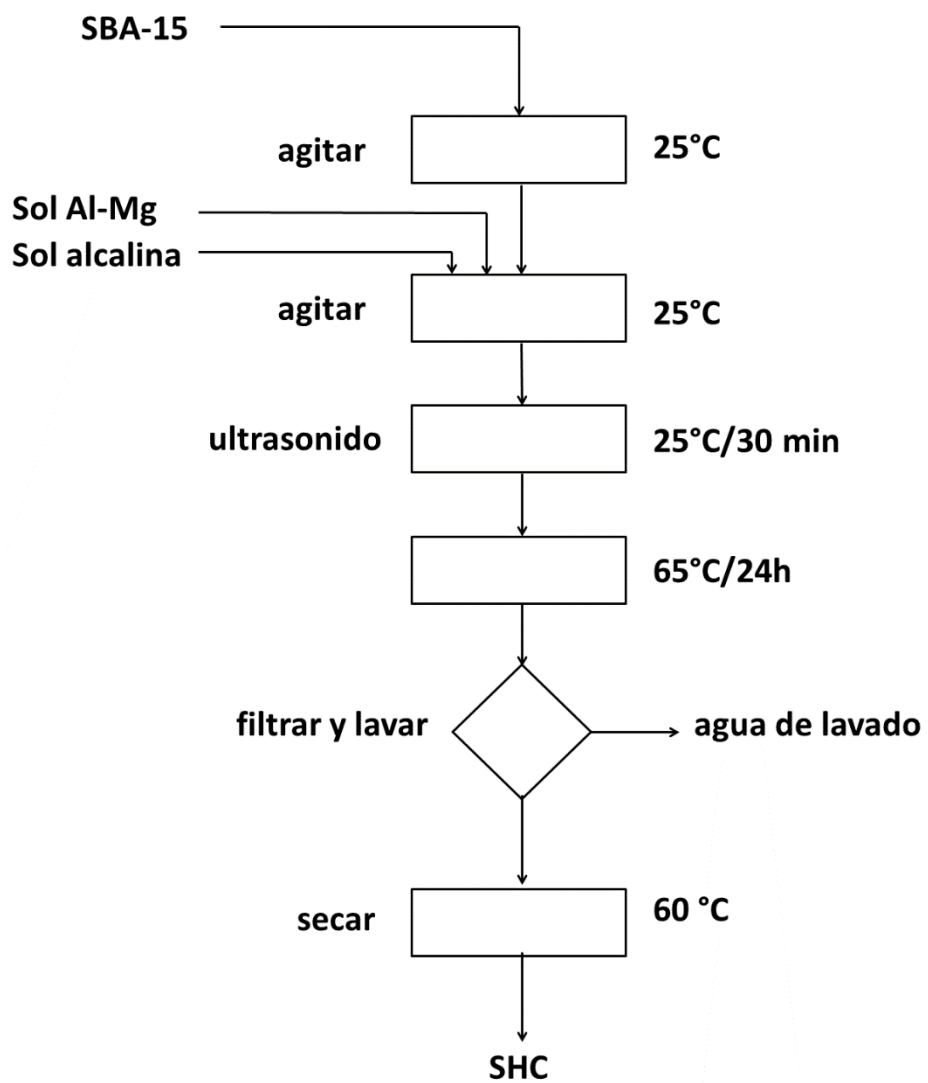 SBA-15
agitar
25°C
Sol Al-Mg
Sol alcalina
agitar
25°C
ultrasonido
25°C/30 min
65°C/24h
filtrar y lavar
agua de lavado
secar
60 °C
SHC